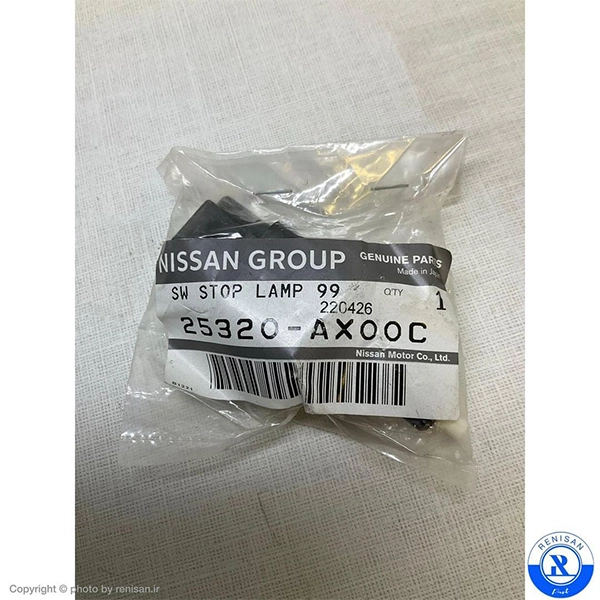 NISSAN GROUP GENUINE PARTS
Made in Japan
SW STOP LAMP 99 Q'TY 1
220426
25320-AX00C
Nissan Motor Co., Ltd.
RENISAN
Copyright © photo by renisan.ir